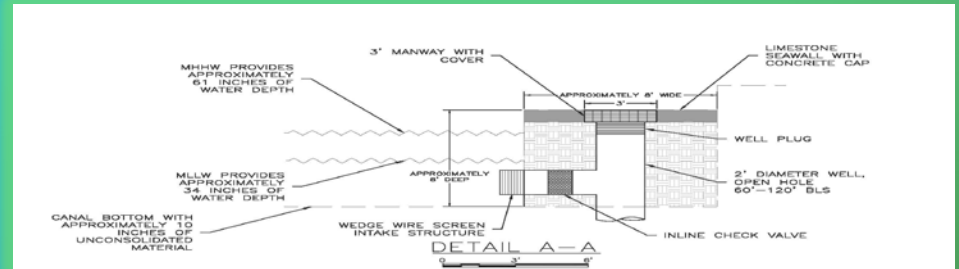 3' MANWAY WITH
COVER
LIMESTONE
SEAWALL WITH
CONCRETE CAP
MHHW PROVIDES
APPROXIMATELY
61 INCHES OF
WATER DEPTH
APPROXIMATELY 8' WIDE
3'
WELL PLUG
MLLW PROVIDES
APPROXIMATELY
34 INCHES OF
WATER DEPTH
APPROXIMATELY
8' DEEP
2' DIAMETER WELL,
OPEN HOLE
60'-120' BLS
CANAL BOTTOM WITH
APPROXIMATELY 10
INCHES OF
UNCONSOLIDATED
MATERIAL
WEDGE WIRE SCREEN
INTAKE STRUCTURE
INLINE CHECK VALVE
DETAIL A-A
0 3' 6'